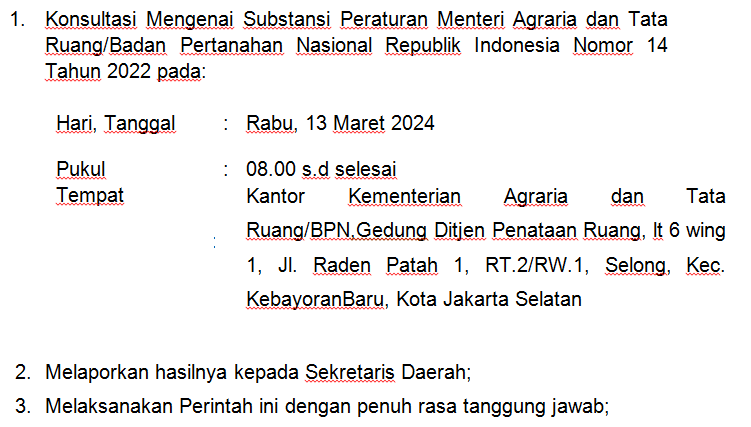 1. Konsultasi Mengenai Substansi Peraturan Menteri Agraria dan Tata
Ruang/Badan Pertanahan Nasional Republik Indonesia Nomor 14
Tahun 2022 pada:
Hari, Tanggal : Rabu, 13 Maret 2024
Pukul : 08.00 s.d selesai
Tempat : Kantor Kementerian Agraria dan Tata
Ruang/BPN,Gedung Ditjen Penataan Ruang, lt 6 wing
1, Jl. Raden Patah 1, RT.2/RW.1, Selong, Kec.
KebayoranBaru, Kota Jakarta Selatan
2. Melaporkan hasilnya kepada Sekretaris Daerah;
3. Melaksanakan Perintah ini dengan penuh rasa tanggung jawab;